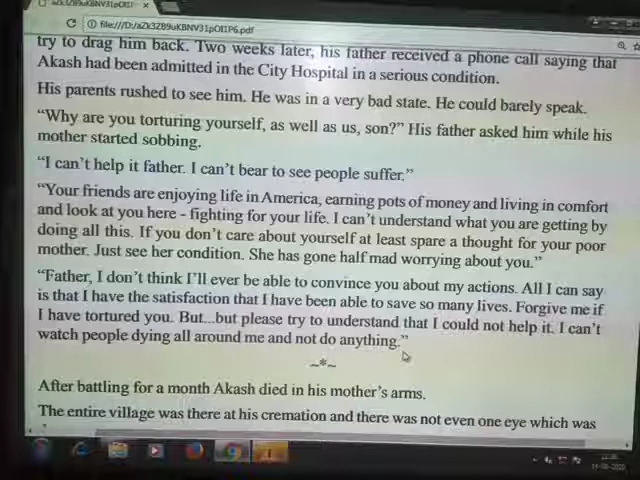 file:///D:/aZk3ZB9uKBNV31pOI1P6.pdf
try to drag him back. Two weeks later, his father received a phone call saying that
Akash had been admitted in the City Hospital in a serious condition.
His parents rushed to see him. He was in a very bad state. He could barely speak.
“Why are you torturing yourself, as well as us, son?” His father asked him while his
mother started sobbing.
“I can’t help it father. I can’t bear to see people suffer.”
“Your friends are enjoying life in America, earning pots of money and living in comfort
and look at you here - fighting for your life. I can’t understand what you are getting by
doing all this. If you don’t care about yourself at least spare a thought for your poor
mother. Just see her condition. She has gone half mad worrying about you.”
“Father, I don’t think I’ll ever be able to convince you about my actions. All I can say
is that I have the satisfaction that I have been able to save so many lives. Forgive me if
I have tortured you. But...but please try to understand that I could not help it. I can’t
watch people dying all around me and not do anything.”
~*~
After battling for a month Akash died in his mother’s arms.
The entire village was there at his cremation and there was not even one eye which was